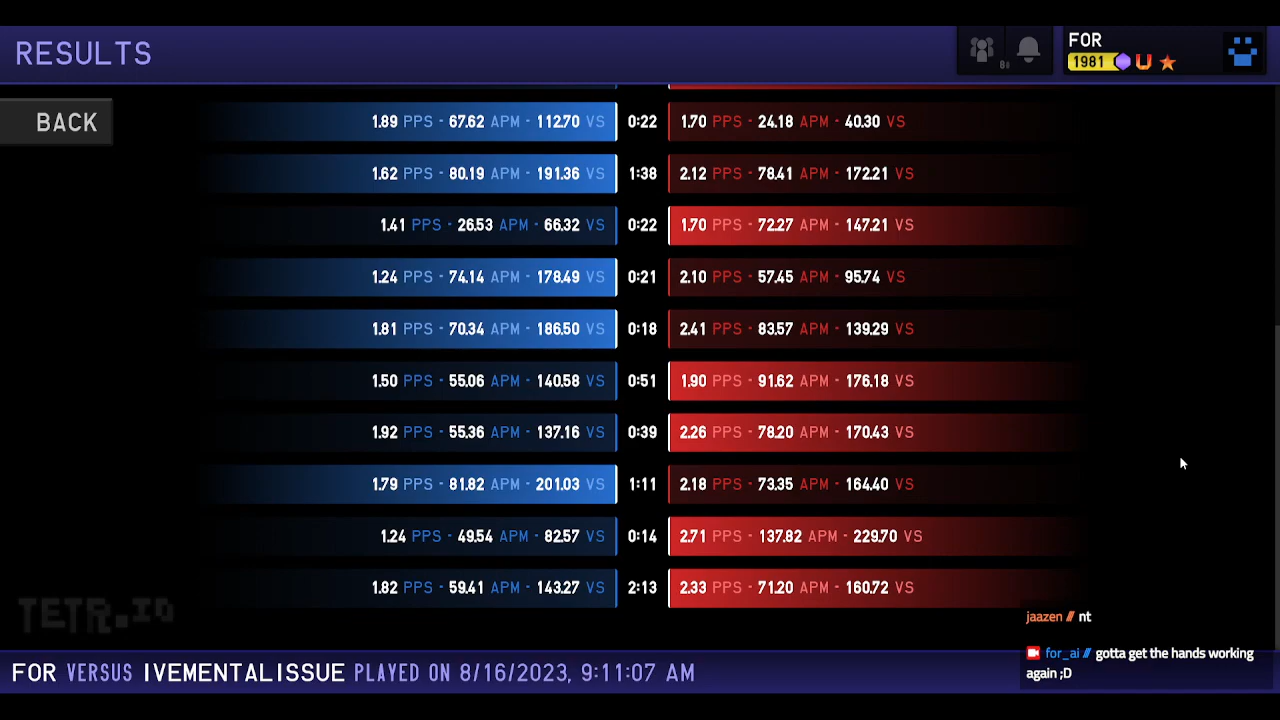 RESULTS
FOR
1981
BACK
1.89 PPS - 67.62 APM - 112.70 VS 0:22 1.70 PPS - 24.18 APM - 40.30 VS
1.62 PPS - 80.19 APM - 191.36 VS 1:38 2.12 PPS - 78.41 APM - 172.21 VS
1.41 PPS - 26.53 APM - 66.32 VS 0:22 1.70 PPS - 72.27 APM - 147.21 VS
1.24 PPS - 74.14 APM - 178.49 VS 0:21 2.10 PPS - 57.45 APM - 95.74 VS
1.81 PPS - 70.34 APM - 186.50 VS 0:18 2.41 PPS - 83.57 APM - 139.29 VS
1.50 PPS - 55.06 APM - 140.58 VS 0:51 1.90 PPS - 91.62 APM - 176.18 VS
1.92 PPS - 55.36 APM - 137.16 VS 0:39 2.26 PPS - 78.20 APM - 170.43 VS
1.79 PPS - 81.82 APM - 201.03 VS 1:11 2.18 PPS - 73.35 APM - 164.40 VS
1.24 PPS - 49.54 APM - 82.57 VS 0:14 2.71 PPS - 137.82 APM - 229.70 VS
1.82 PPS - 59.41 APM - 143.27 VS 2:13 2.33 PPS - 71.20 APM - 160.72 VS
TETR.IO
jaazen // nt
for_ai // gotta get the hands working
again ;D
FOR VERSUS IVEMENTALISSUE PLAYED ON 8/16/2023, 9:11:07 AM